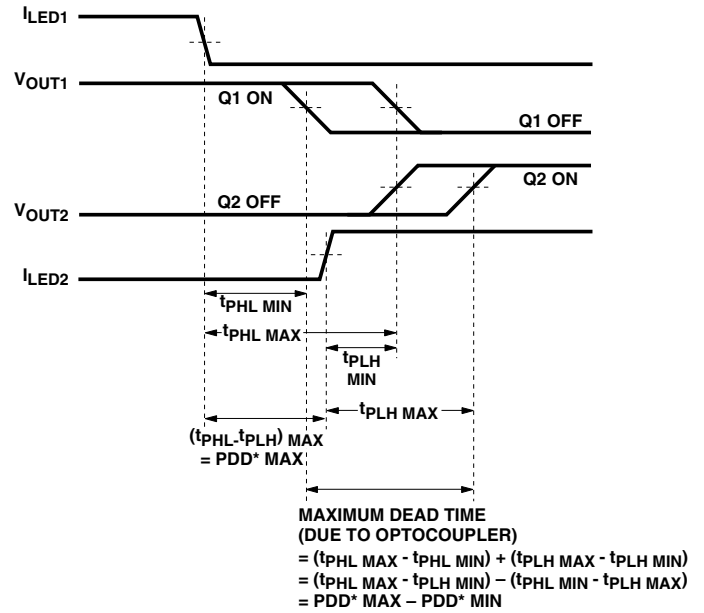 ILED1
VOUT1
Q1 ON
Q1 OFF
Q2 ON
Q2 OFF
VOUT2
ILED2
tPHL MIN
tPHL MAX
tPLH
MIN
tPLH MAX
(tPHL-tPLH) MAX
= PDD* MAX
MAXIMUM DEAD TIME
(DUE TO OPTOCOUPLER)
= (tPHL MAX - tPHL MIN) + (tPLH MAX - tPLH MIN)
= (tPHL MAX - tPLH MIN) – (tPHL MIN - tPLH MAX)
= PDD* MAX – PDD* MIN